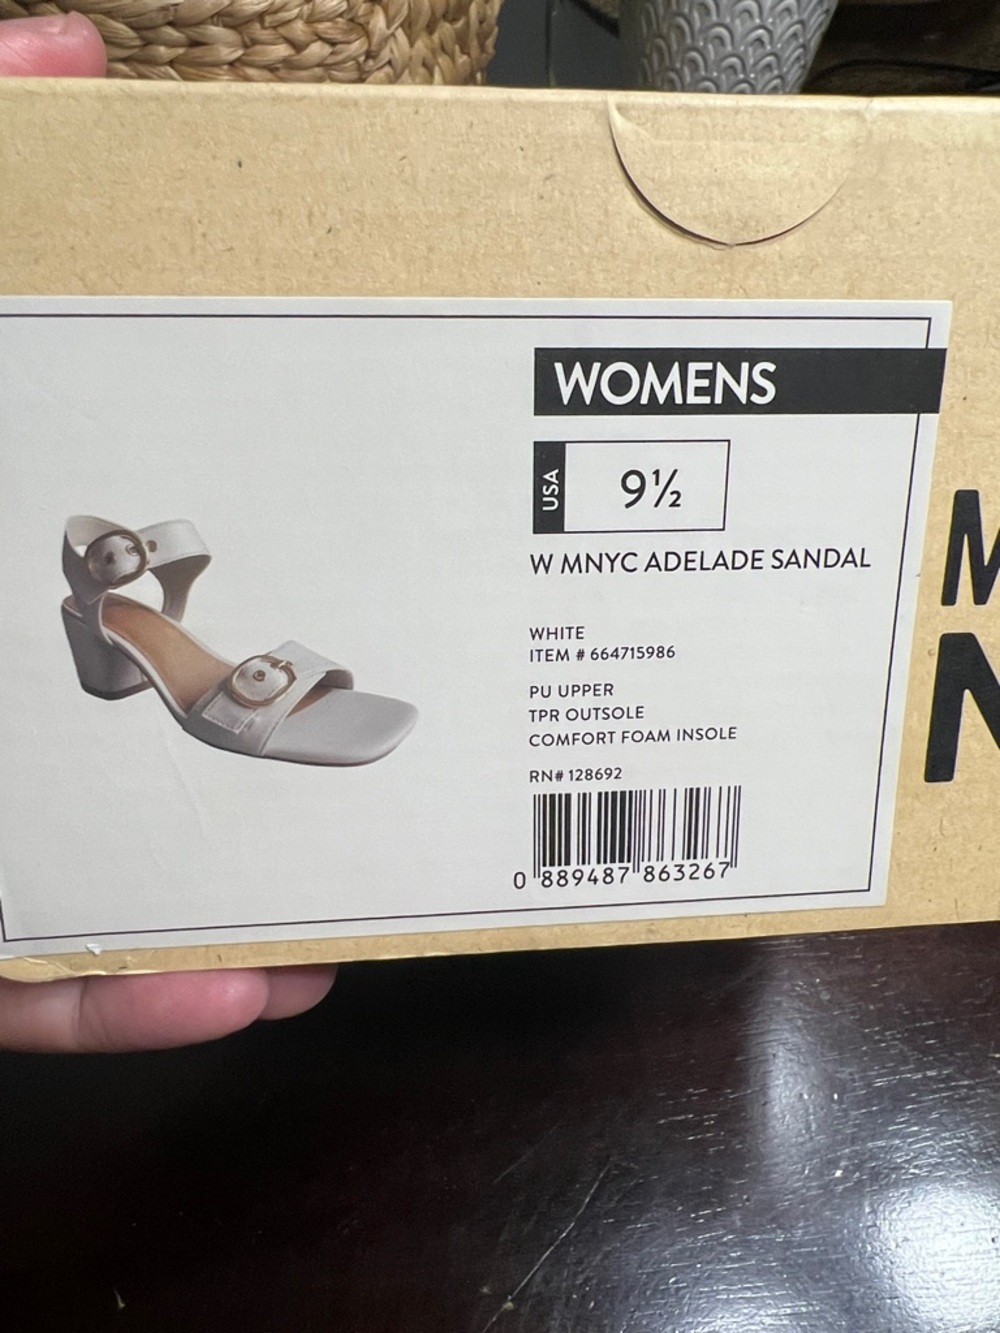 WOMENS
USA
9½
W MNYC ADELADE SANDAL
WHITE
ITEM # 664715986
PU UPPER
TPR OUTSOLE
COMFORT FOAM INSOLE
RN# 128692
0 889487 863267
M
N